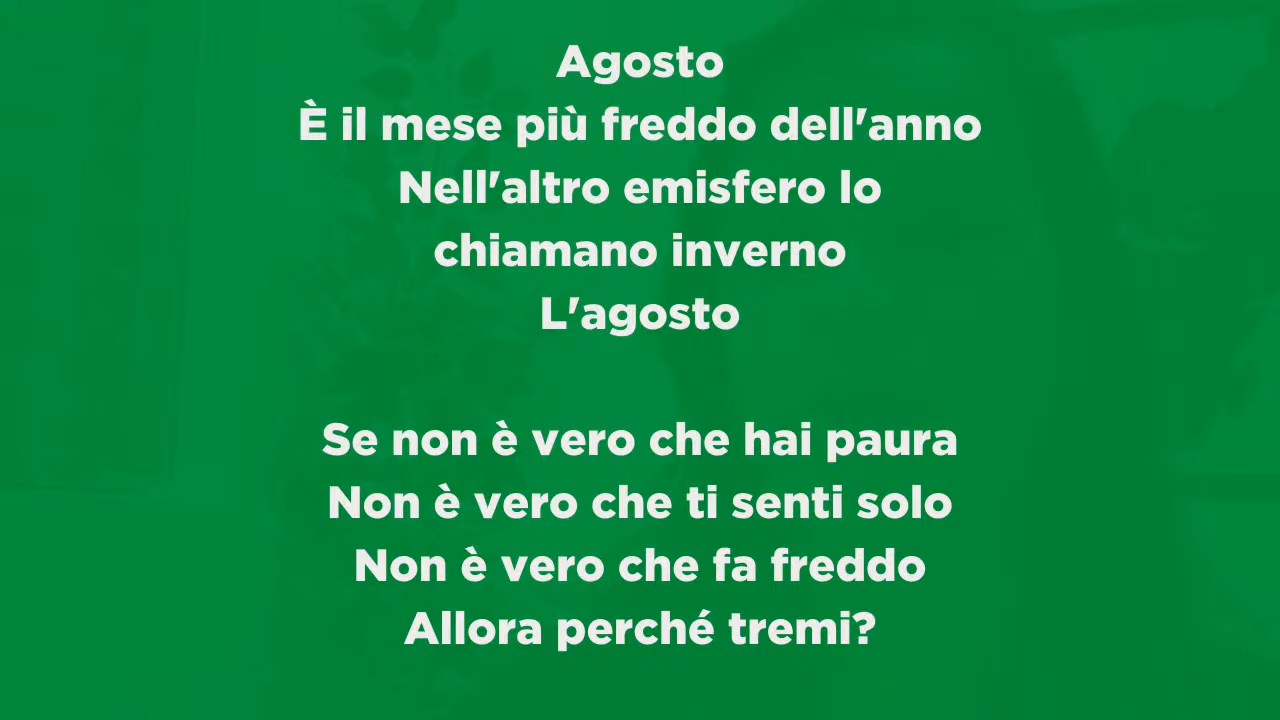 Agosto
È il mese più freddo dell'anno
Nell'altro emisfero lo
chiamano inverno
L'agosto
Se non è vero che hai paura
Non è vero che ti senti solo
Non è vero che fa freddo
Allora perché tremi?